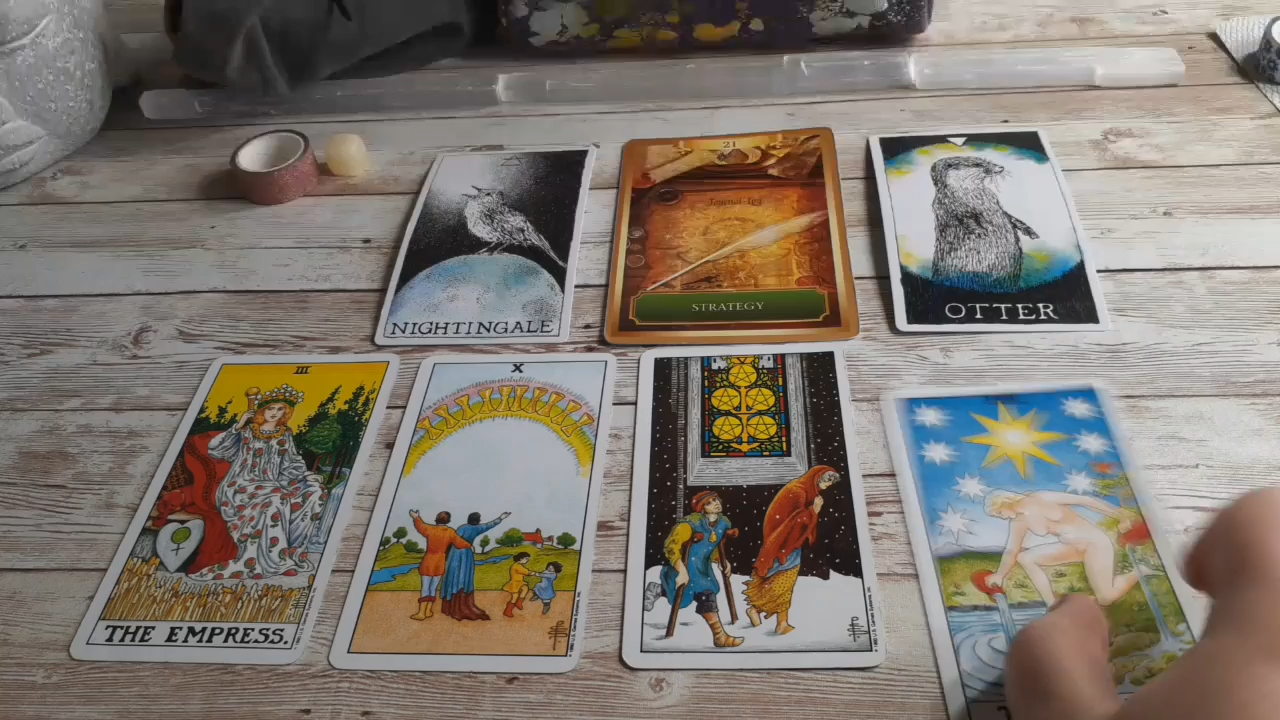 NIGHTINGALE
21
STRATEGY
OTTER
III
THE EMPRESS.
X